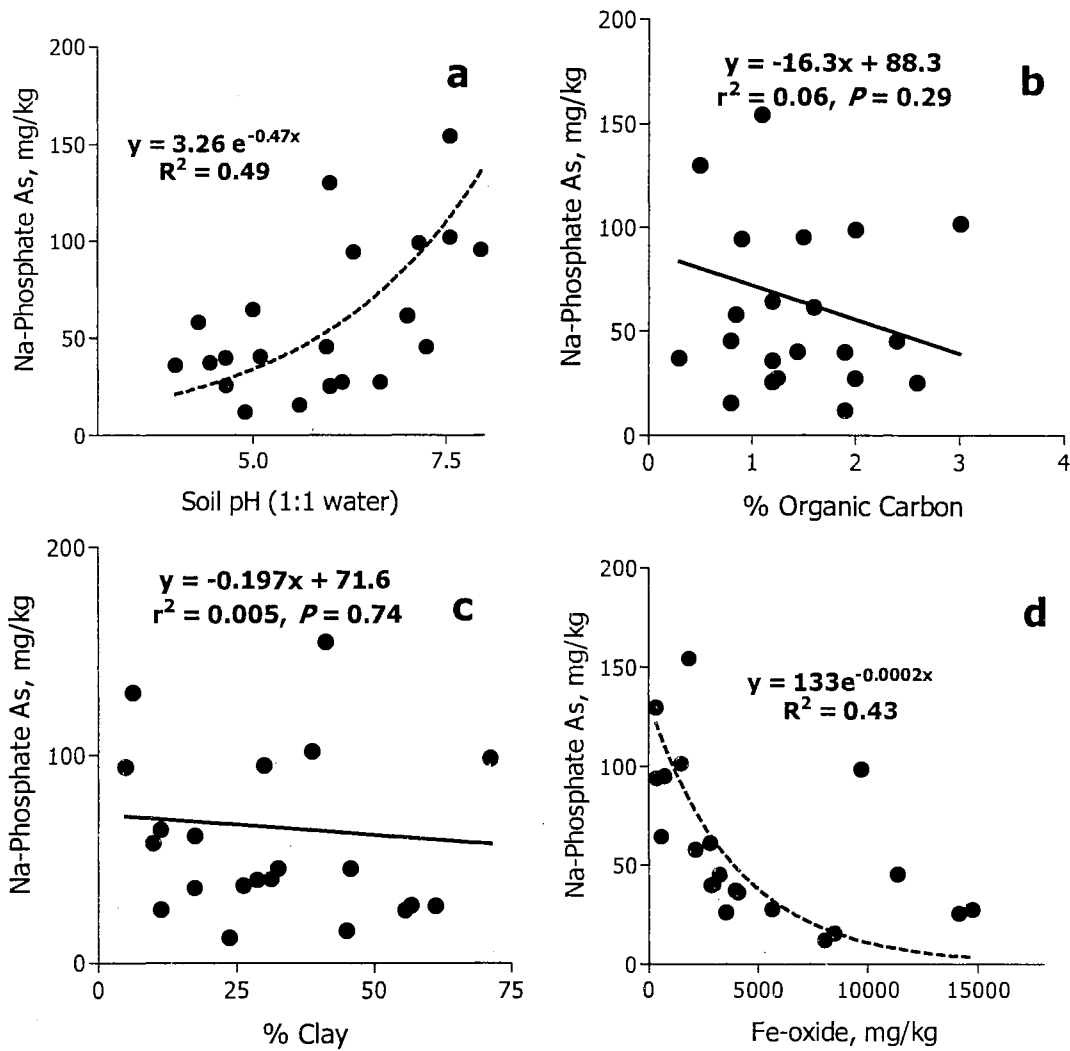 a
y = 3.26 e^-0.47x
R² = 0.49
Na-Phosphate As, mg/kg
200
150
100
50
0
5.0
7.5
Soil pH (1:1 water)
b
y = -16.3x + 88.3
r² = 0.06, P = 0.29
Na-Phosphate As, mg/kg
200
150
100
50
0
0
1
2
3
4
% Organic Carbon
c
y = -0.197x + 71.6
r² = 0.005, P = 0.74
Na-Phosphate As, mg/kg
200
100
0
0
25
50
75
% Clay
d
y = 133e^-0.0002x
R² = 0.43
Na-Phosphate As, mg/kg
200
150
100
50
0
0
5000
10000
15000
Fe-oxide, mg/kg